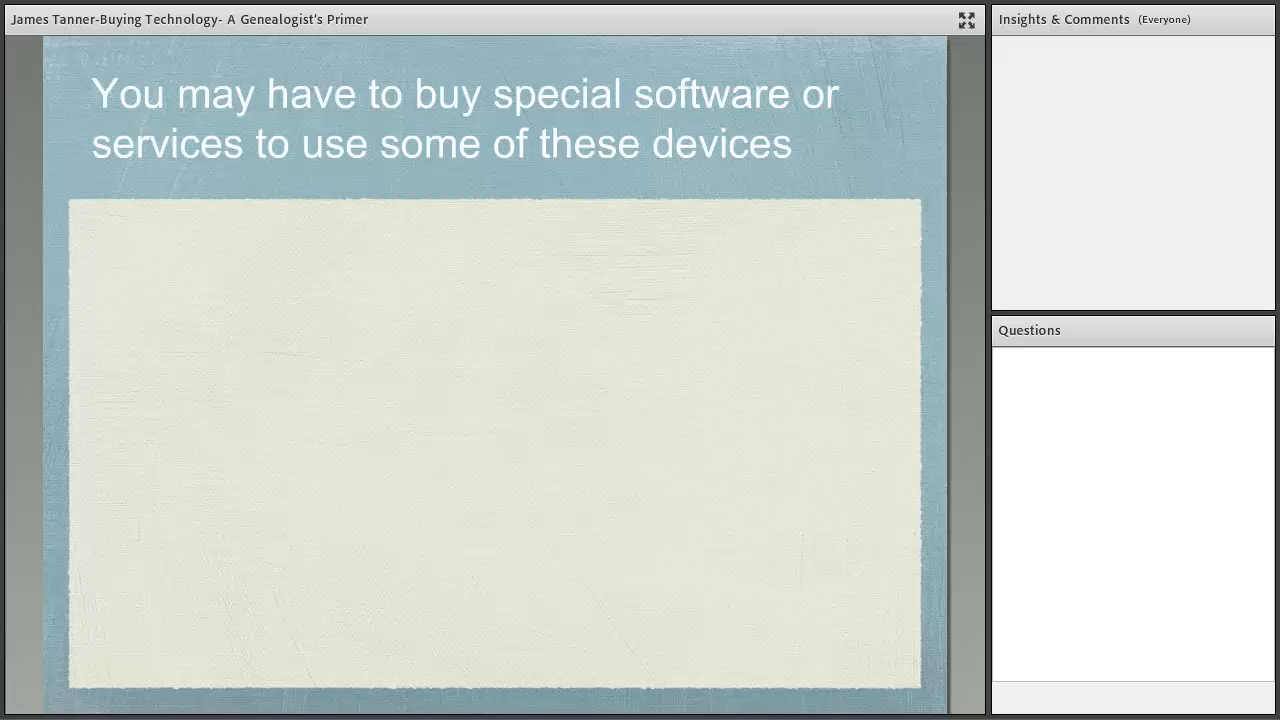 James Tanner-Buying Technology- A Genealogist's Primer
You may have to buy special software or
services to use some of these devices
Insights & Comments (Everyone)
Questions